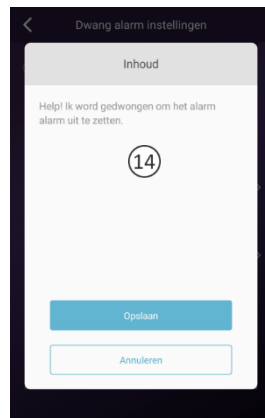 Dwang alarm instellingen
Inhoud
Help! Ik word gedwongen om het alarm
alarm uit te zetten.
14
Opslaan
Annuleren